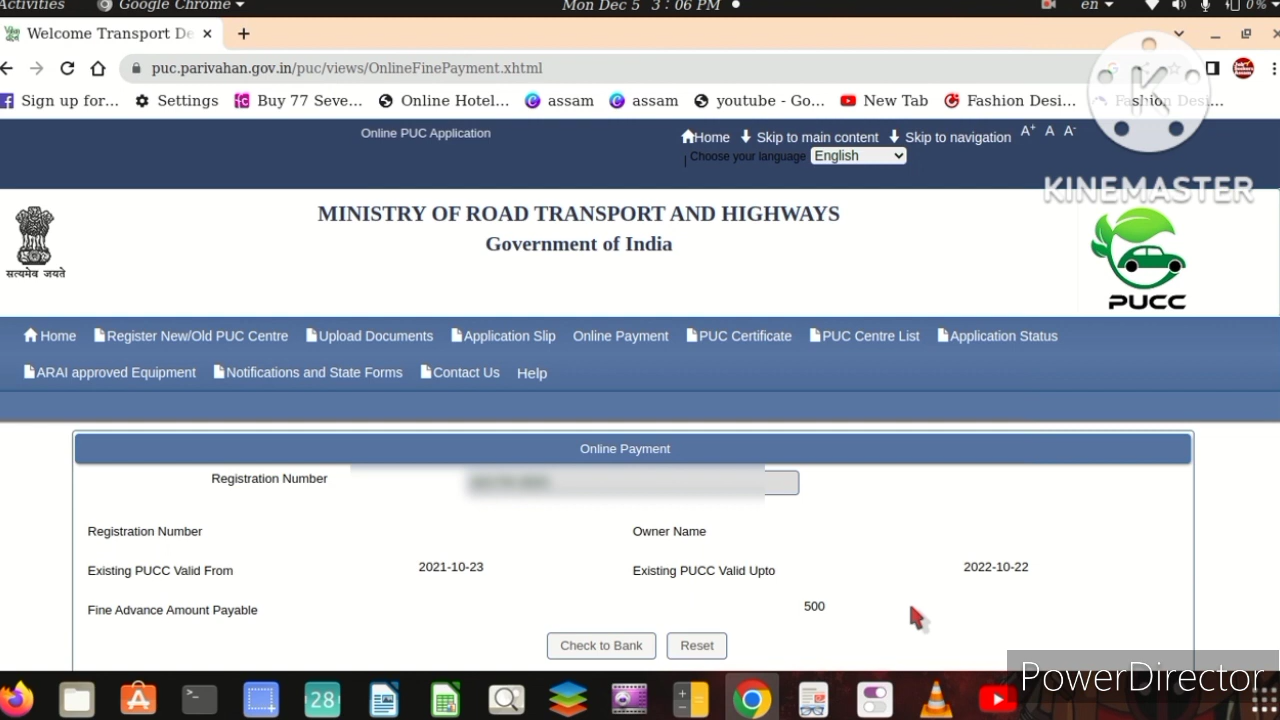 Activities Google Chrome Mon Dec 5 3:06 PM en 0%
Welcome Transport De
puc.parivahan.gov.in/puc/views/OnlineFinePayment.xhtml
Sign up for... Settings Buy 77 Seve... Online Hotel... assam assam youtube - Go... New Tab Fashion Desi... Fashion Desi...
K
KINEMASTER
Online PUC Application Home Skip to main content Skip to navigation A+ A A-
Choose your language English
MINISTRY OF ROAD TRANSPORT AND HIGHWAYS
Government of India
सत्यमेव जयते
PUCC
Home Register New/Old PUC Centre Upload Documents Application Slip Online Payment PUC Certificate PUC Centre List Application Status
ARAI approved Equipment Notifications and State Forms Contact Us Help
Online Payment
Registration Number
Registration Number Owner Name
Existing PUCC Valid From 2021-10-23 Existing PUCC Valid Upto 2022-10-22
Fine Advance Amount Payable 500
Check to Bank Reset
28
PowerDirector